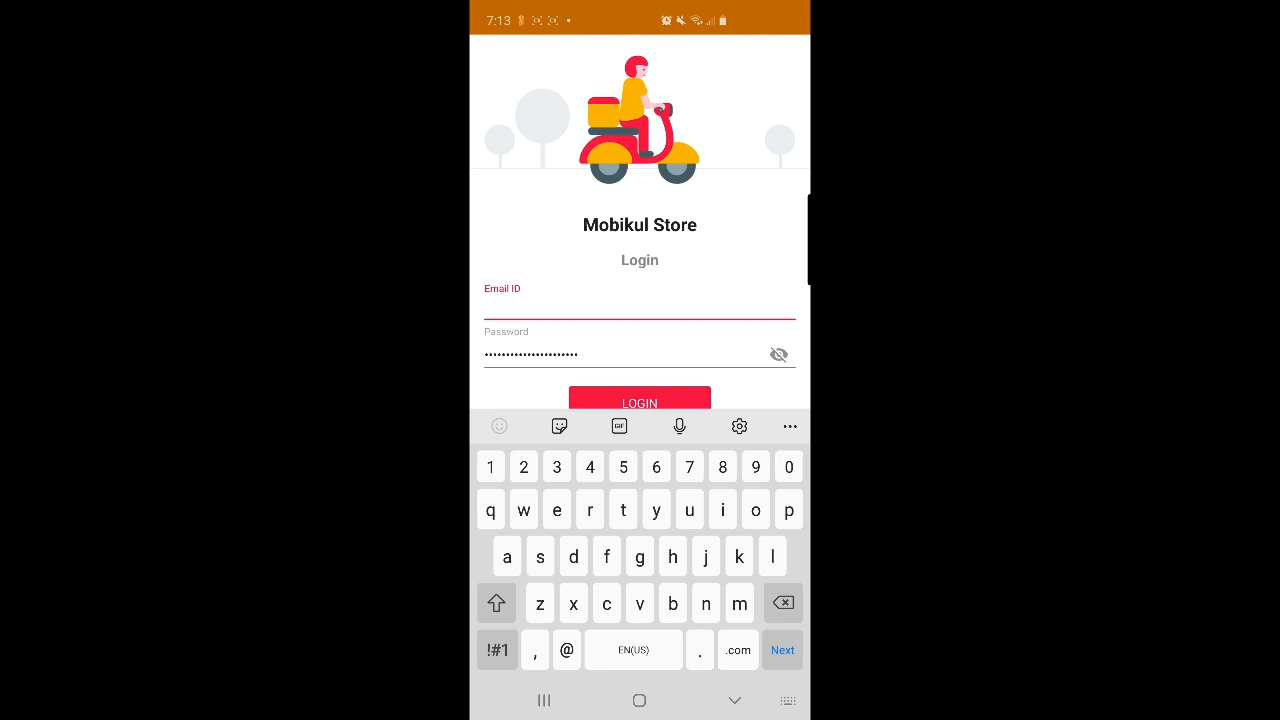 7:13
Mobikul Store
Login
Email ID
Password
••••••••••••••••••••••
LOGIN
GIF
1 2 3 4 5 6 7 8 9 0
q w e r t y u i o p
a s d f g h j k l
z x c v b n m
!#1 , @ EN(US) . .com Next